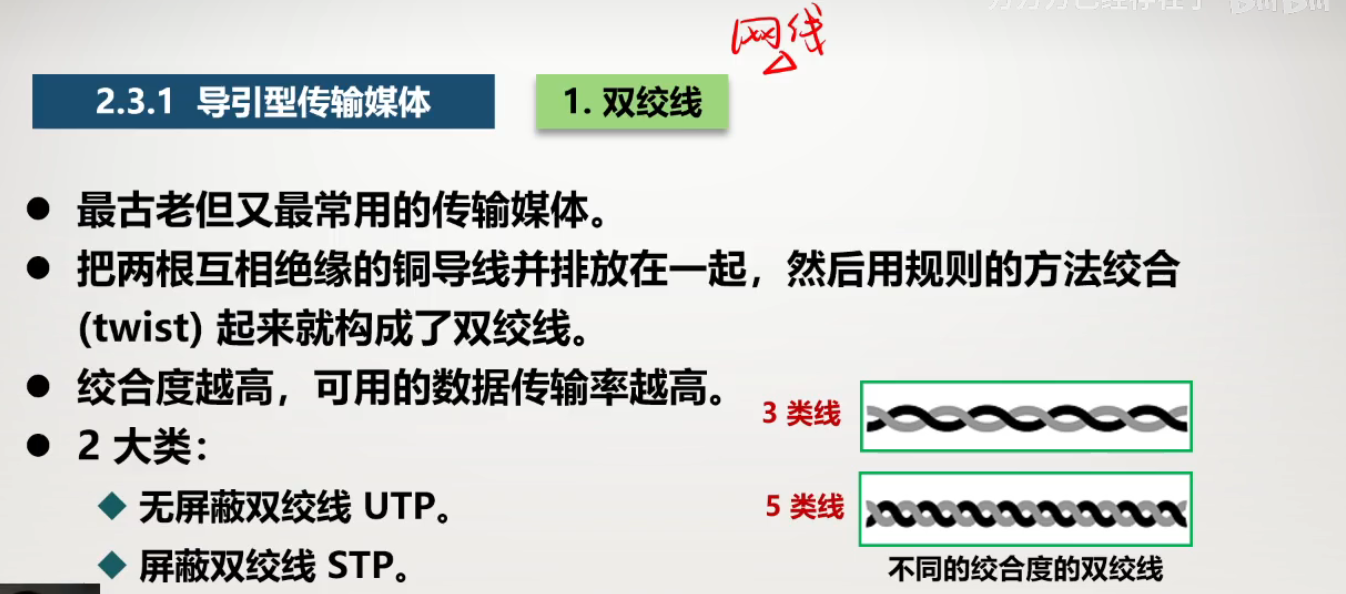 网线
2.3.1 导引型传输媒体
1. 双绞线
最古老但又最常用的传输媒体。
把两根互相绝缘的铜导线并排放在一起，然后用规则的方法绞合
(twist) 起来就构成了双绞线。
绞合度越高，可用的数据传输率越高。
2 大类：
无屏蔽双绞线 UTP。
屏蔽双绞线 STP。
3 类线
5 类线
不同的绞合度的双绞线